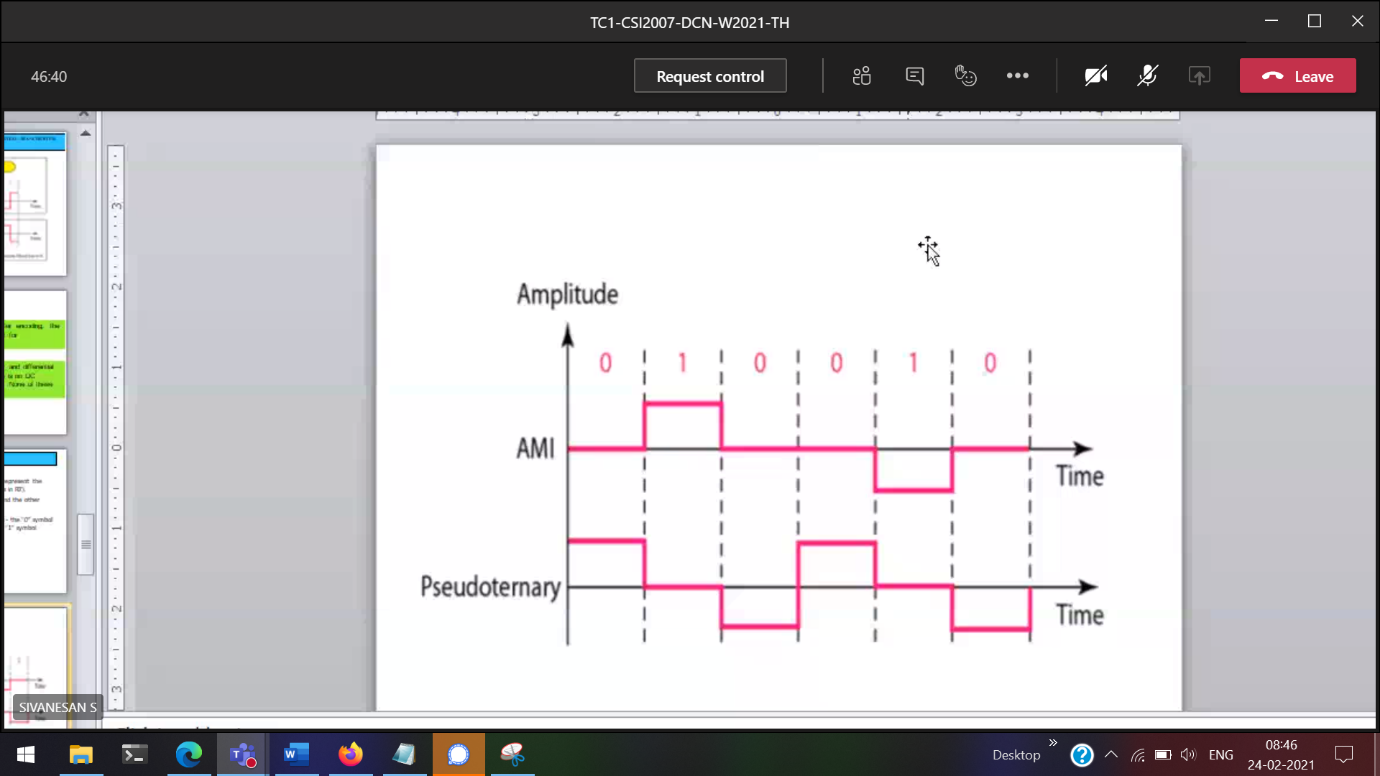 TC1-CSI2007-DCN-W2021-TH
46:40
Request control
Leave
Amplitude
0 1 0 0 1 0
AMI
Time
Pseudoternary
Time
SIVANESAN S
Desktop
ENG
08:46
24-02-2021